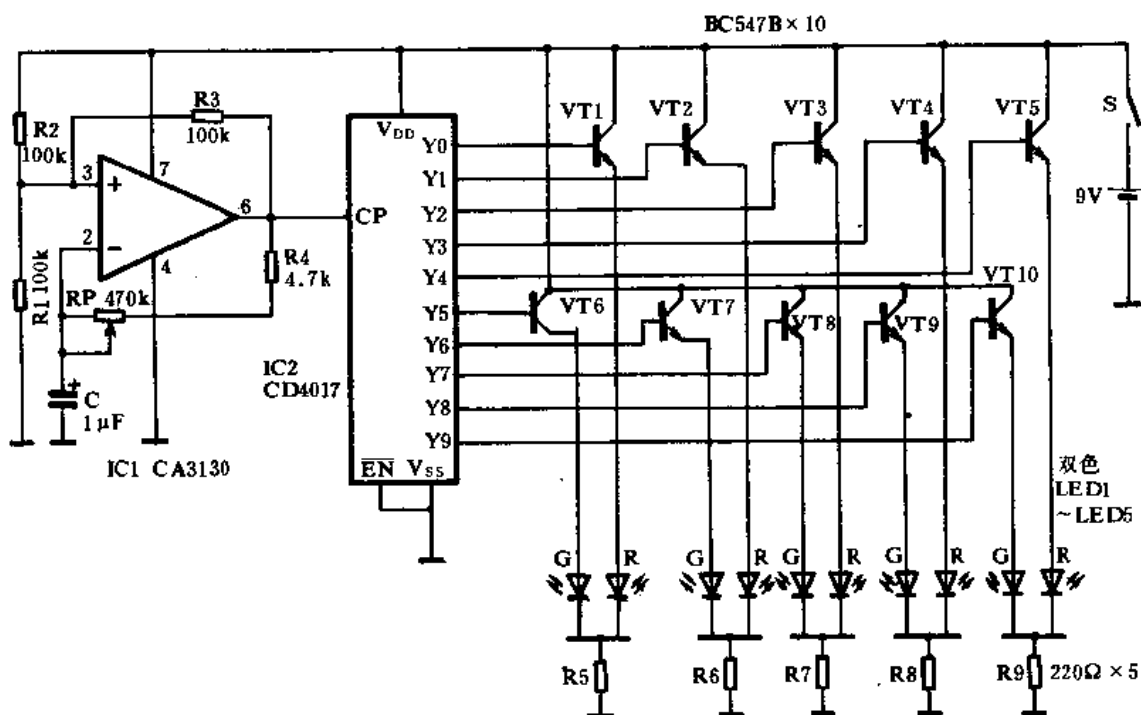 BC547B×10
R3
100k
R2
100k
3
+
7
6
2
−
4
R1 100k
RP 470k
R4
4.7k
+
C
1μF
IC1 CA3130
VDD
CP
IC2
CD4017
EN VSS
Y0
Y1
Y2
Y3
Y4
Y5
Y6
Y7
Y8
Y9
VT1
VT2
VT3
VT4
VT5
S
9V
VT6
VT7
VT8
VT9
VT10
双色
LED1
~LED5
G R
G R
G R
G R
G R
R5
R6
R7
R8
R9 220Ω×5